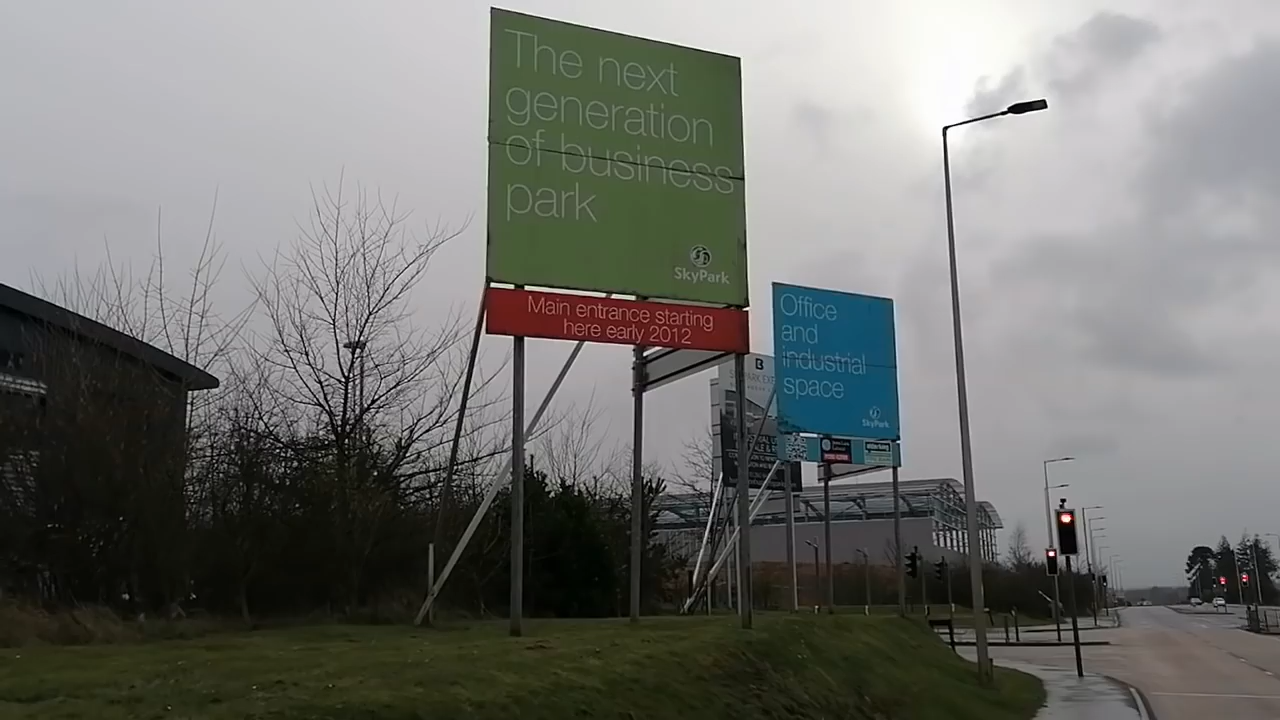 The next
generation
of business
park
SkyPark
Main entrance starting
here early 2012
Office
and
industrial
space
SkyPark